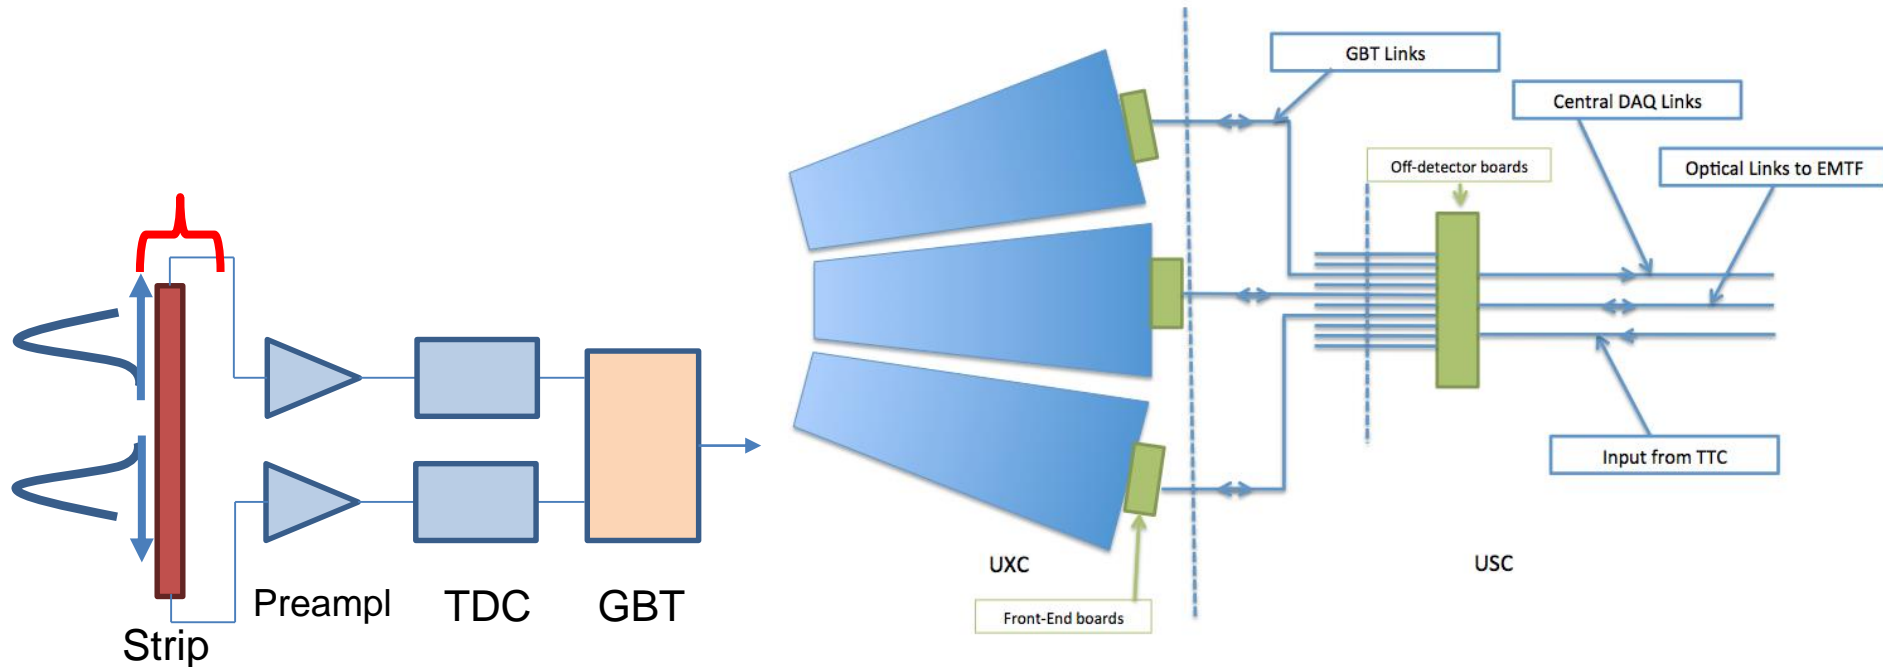 Strip
Preampl
TDC
GBT
GBT Links
Central DAQ Links
Off-detector boards
Optical Links to EMTF
Input from TTC
UXC
USC
Front-End boards